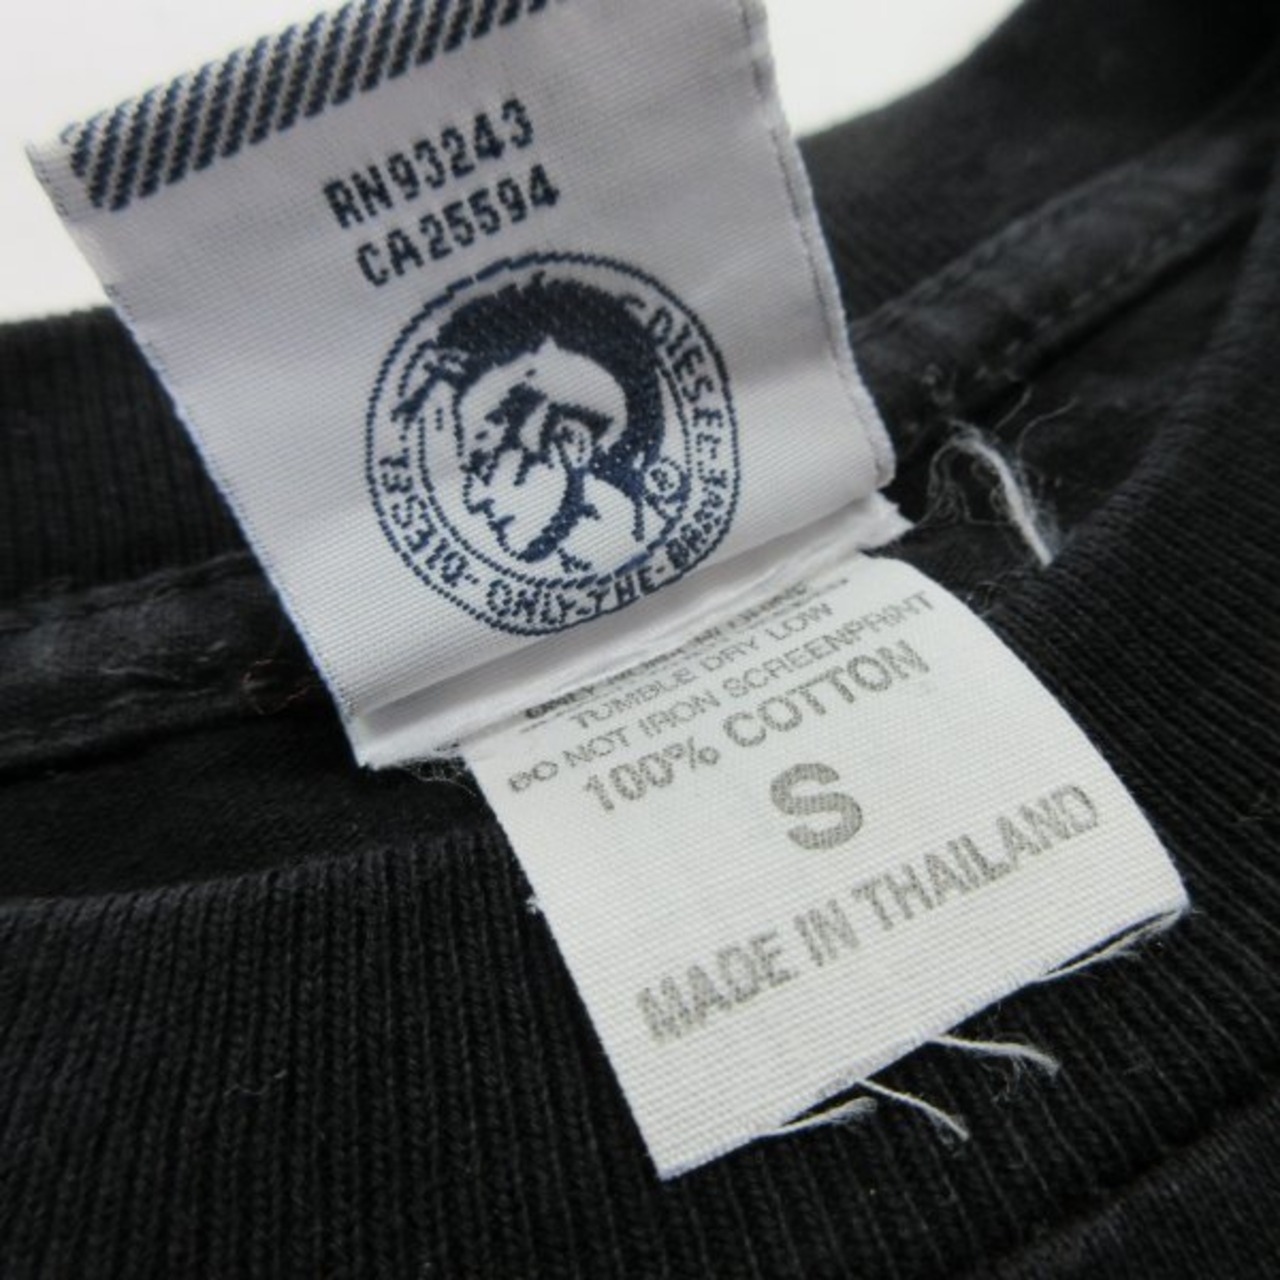 RN93243
CA25594
DIESEL · ONLY · THE · BRAVE · DIESEL
®
TUMBLE DRY LOW
DO NOT IRON SCREENPRINT
100% COTTON
S
MADE IN THAILAND